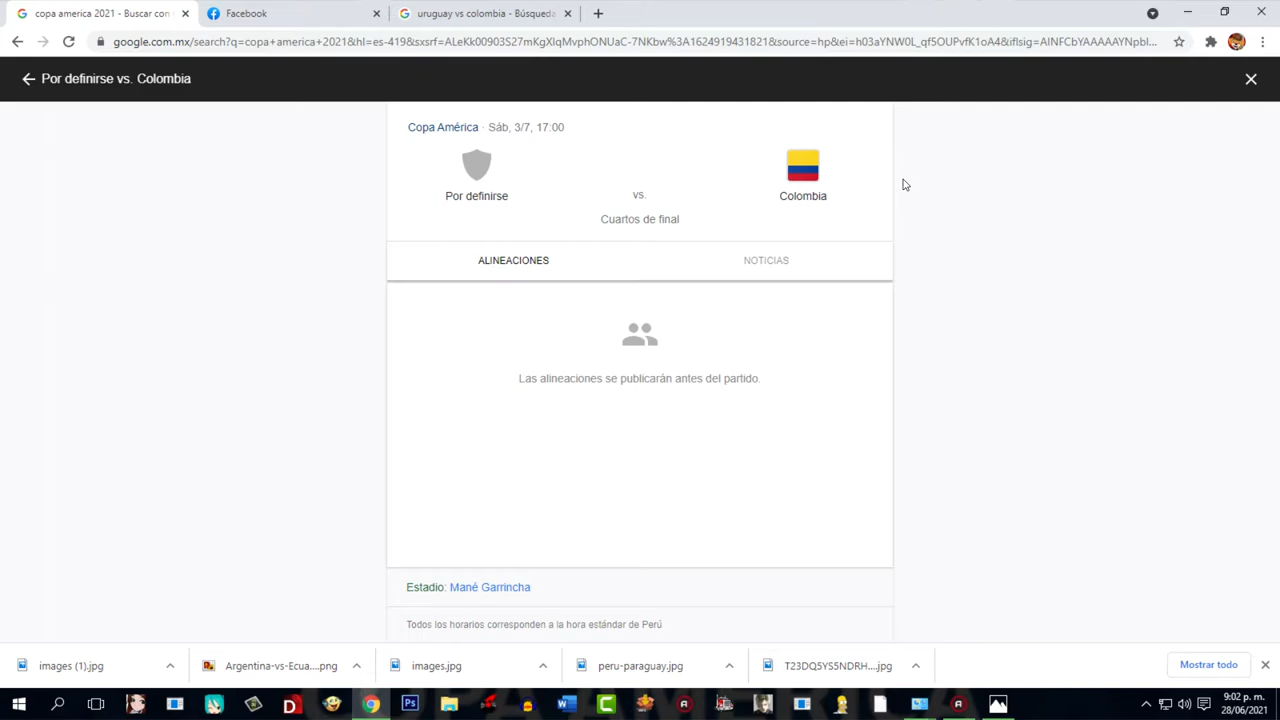 copa america 2021 - Buscar con
Facebook
uruguay vs colombia - Búsqueda
google.com.mx/search?q=copa+america+2021&hl=es-419&sxsrf=ALeKk00903S27mKgXlqMvphONUaC-7NKbw%3A1624919431821&source=hp&ei=h03aYNW0L_qf5OUPvfK1oA4&iflsig=AINFCbYAAAAAYNpbl...
Por definirse vs. Colombia
Copa América · Sáb, 3/7, 17:00
Por definirse
vs.
Colombia
Cuartos de final
ALINEACIONES
NOTICIAS
Las alineaciones se publicarán antes del partido.
Estadio: Mané Garrincha
Todos los horarios corresponden a la hora estándar de Perú
images (1).jpg
Argentina-vs-Ecua....png
images.jpg
peru-paraguay.jpg
T23DQ5YS5NDRH....jpg
Mostrar todo
9:02 p. m.
28/06/2021